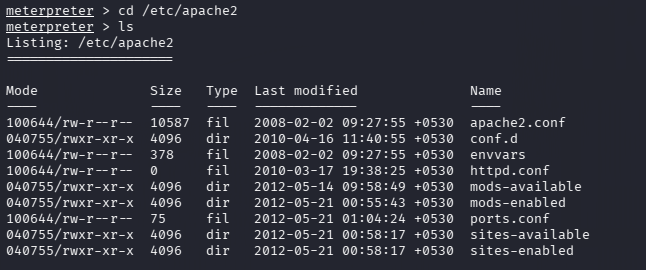 meterpreter > cd /etc/apache2
meterpreter > ls
Listing: /etc/apache2
=====================
Mode Size Type Last modified Name
---- ---- ---- ------------- ----
100644/rw-r--r-- 10587 fil 2008-02-02 09:27:55 +0530 apache2.conf
040755/rwxr-xr-x 4096 dir 2010-04-16 11:40:55 +0530 conf.d
100644/rw-r--r-- 378 fil 2008-02-02 09:27:55 +0530 envvars
100644/rw-r--r-- 0 fil 2010-03-17 19:38:25 +0530 httpd.conf
040755/rwxr-xr-x 4096 dir 2012-05-14 09:58:49 +0530 mods-available
040755/rwxr-xr-x 4096 dir 2012-05-21 00:55:43 +0530 mods-enabled
100644/rw-r--r-- 75 fil 2012-05-21 01:04:24 +0530 ports.conf
040755/rwxr-xr-x 4096 dir 2012-05-21 00:58:17 +0530 sites-available
040755/rwxr-xr-x 4096 dir 2012-05-21 00:58:17 +0530 sites-enabled